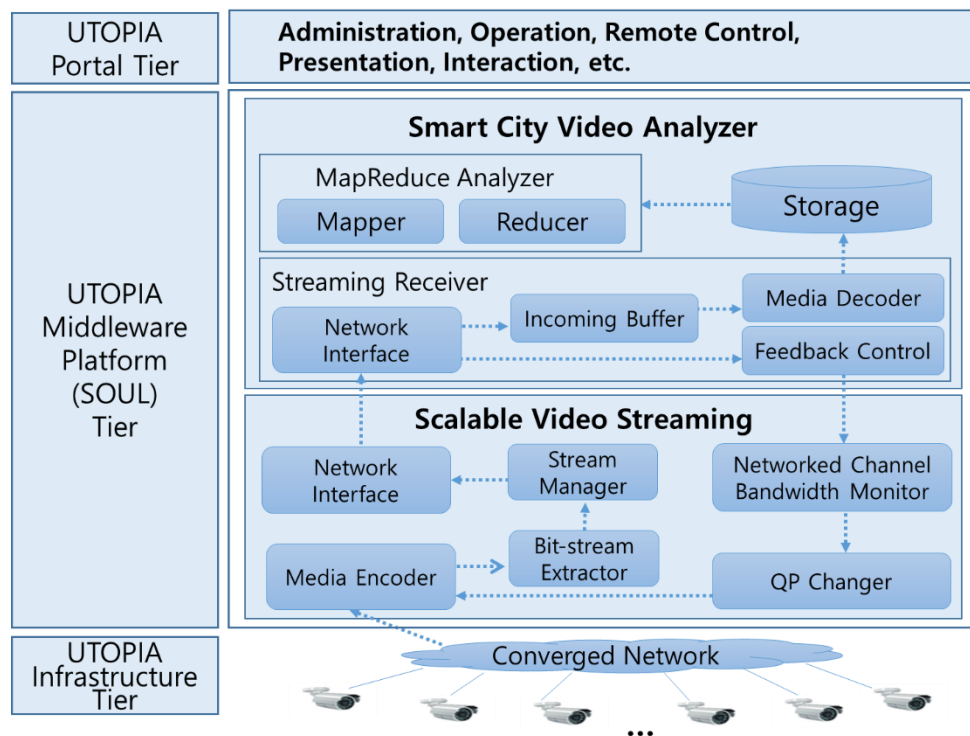 UTOPIA
Portal Tier
Administration, Operation, Remote Control,
Presentation, Interaction, etc.
UTOPIA
Middleware
Platform
(SOUL)
Tier
Smart City Video Analyzer
MapReduce Analyzer
Mapper
Reducer
Storage
Streaming Receiver
Network
Interface
Incoming Buffer
Media Decoder
Feedback Control
Scalable Video Streaming
Network
Interface
Stream
Manager
Networked Channel
Bandwidth Monitor
Media Encoder
Bit-stream
Extractor
QP Changer
UTOPIA
Infrastructure
Tier
Converged Network
...